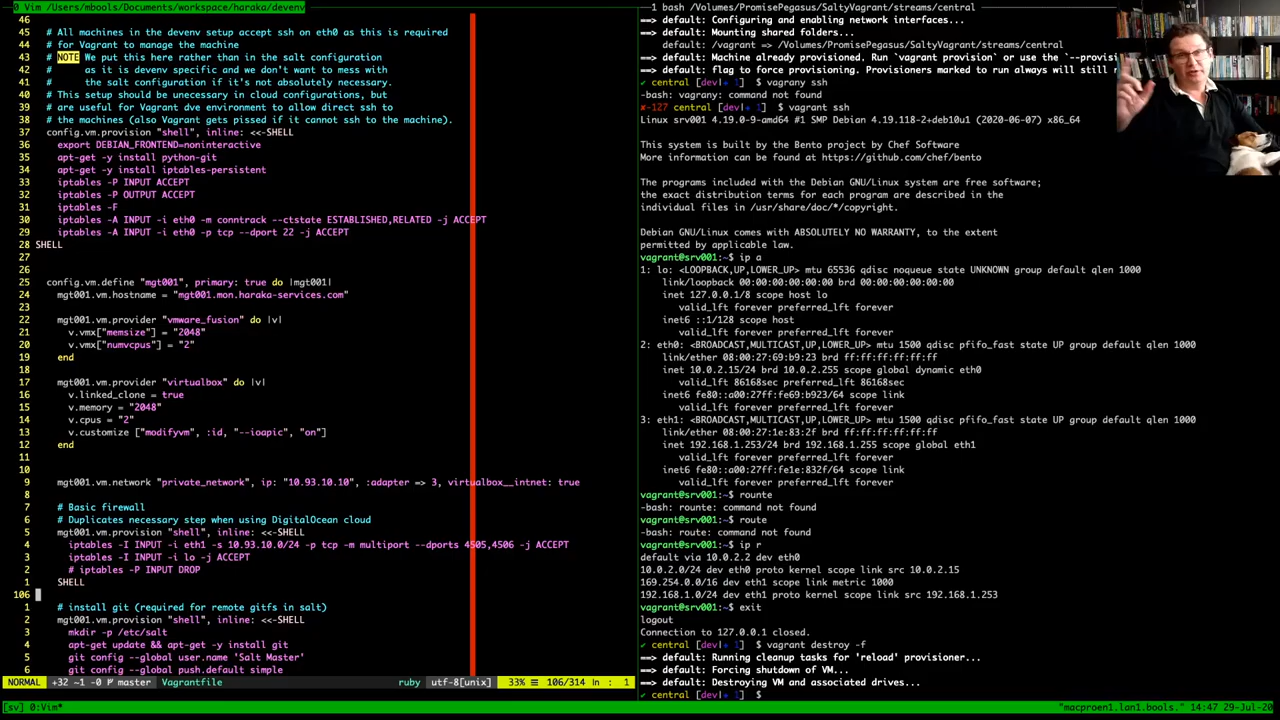 0 Vim /Users/mbools/Documents/workspace/haraka/devenv
46
45 # All machines in the devenv setup accept ssh on eth0 as this is required
44 # for Vagrant to manage the machine
43 # NOTE We put this here rather than in the salt configuration
42 # as it is devenv specific and we don't want to mess with
41 # the salt configuration if it's not absolutely necessary.
40 # This setup should be unecessary in cloud configurations, but
39 # are useful for Vagrant dve environment to allow direct ssh to
38 # the machines (also Vagrant gets pissed if it cannot ssh to the machine).
37 config.vm.provision "shell", inline: <<-SHELL
36 export DEBIAN_FRONTEND=noninteractive
35 apt-get -y install python-git
34 apt-get -y install iptables-persistent
33 iptables -P INPUT ACCEPT
32 iptables -P OUTPUT ACCEPT
31 iptables -F
30 iptables -A INPUT -i eth0 -m conntrack --ctstate ESTABLISHED,RELATED -j ACCEPT
29 iptables -A INPUT -i eth0 -p tcp --dport 22 -j ACCEPT
28 SHELL
27
26
25 config.vm.define "mgt001", primary: true do |mgt001|
24 mgt001.vm.hostname = "mgt001.mon.haraka-services.com"
23
22 mgt001.vm.provider "vmware_fusion" do |v|
21 v.vmx["memsize"] = "2048"
20 v.vmx["numvcpus"] = "2"
19 end
18
17 mgt001.vm.provider "virtualbox" do |v|
16 v.linked_clone = true
15 v.memory = "2048"
14 v.cpus = "2"
13 v.customize ["modifyvm", :id, "--ioapic", "on"]
12 end
11
10
9 mgt001.vm.network "private_network", ip: "10.93.10.10", :adapter => 3, virtualbox__intnet: true
8
7 # Basic firewall
6 # Duplicates necessary step when using DigitalOcean cloud
5 mgt001.vm.provision "shell", inline: <<-SHELL
4 iptables -I INPUT -i eth1 -s 10.93.10.0/24 -p tcp -m multiport --dports 4505,4506 -j ACCEPT
3 iptables -I INPUT -i lo -j ACCEPT
2 # iptables -P INPUT DROP
1 SHELL
106
1 # install git (required for remote gitfs in salt)
2 mgt001.vm.provision "shell", inline: <<-SHELL
3 mkdir -p /etc/salt
4 apt-get update && apt-get -y install git
5 git config --global user.name 'Salt Master'
6 git config --global push.default simple
NORMAL +32 ~1 -0 master Vagrantfile ruby utf-8[unix] 33% ≡ 106/314 ln : 1
1 bash /Volumes/PromisePegasus/SaltyVagrant/streams/central
==> default: Configuring and enabling network interfaces...
==> default: Mounting shared folders...
default: /vagrant => /Volumes/PromisePegasus/SaltyVagrant/streams/central
==> default: Machine already provisioned. Run `vagrant provision` or use the `--provisi
==> default: flag to force provisioning. Provisioners marked to run always will still r
✔ central [dev|✚ 1] $ vagrany ssh
-bash: vagrany: command not found
✘-127 central [dev|✚ 1] $ vagrant ssh
Linux srv001 4.19.0-9-amd64 #1 SMP Debian 4.19.118-2+deb10u1 (2020-06-07) x86_64
This system is built by the Bento project by Chef Software
More information can be found at https://github.com/chef/bento
The programs included with the Debian GNU/Linux system are free software;
the exact distribution terms for each program are described in the
individual files in /usr/share/doc/*/copyright.
Debian GNU/Linux comes with ABSOLUTELY NO WARRANTY, to the extent
permitted by applicable law.
vagrant@srv001:~$ ip a
1: lo: <LOOPBACK,UP,LOWER_UP> mtu 65536 qdisc noqueue state UNKNOWN group default qlen 1000
link/loopback 00:00:00:00:00:00 brd 00:00:00:00:00:00
inet 127.0.0.1/8 scope host lo
valid_lft forever preferred_lft forever
inet6 ::1/128 scope host
valid_lft forever preferred_lft forever
2: eth0: <BROADCAST,MULTICAST,UP,LOWER_UP> mtu 1500 qdisc pfifo_fast state UP group default qlen 1000
link/ether 08:00:27:69:b9:23 brd ff:ff:ff:ff:ff:ff
inet 10.0.2.15/24 brd 10.0.2.255 scope global dynamic eth0
valid_lft 86168sec preferred_lft 86168sec
inet6 fe80::a00:27ff:fe69:b923/64 scope link
valid_lft forever preferred_lft forever
3: eth1: <BROADCAST,MULTICAST,UP,LOWER_UP> mtu 1500 qdisc pfifo_fast state UP group default qlen 1000
link/ether 08:00:27:1e:83:2f brd ff:ff:ff:ff:ff:ff
inet 192.168.1.253/24 brd 192.168.1.255 scope global eth1
valid_lft forever preferred_lft forever
inet6 fe80::a00:27ff:fe1e:832f/64 scope link
valid_lft forever preferred_lft forever
vagrant@srv001:~$ rounte
-bash: rounte: command not found
vagrant@srv001:~$ route
-bash: route: command not found
vagrant@srv001:~$ ip r
default via 10.0.2.2 dev eth0
10.0.2.0/24 dev eth0 proto kernel scope link src 10.0.2.15
169.254.0.0/16 dev eth1 scope link metric 1000
192.168.1.0/24 dev eth1 proto kernel scope link src 192.168.1.253
vagrant@srv001:~$ exit
logout
Connection to 127.0.0.1 closed.
✔ central [dev|✚ 1] $ vagrant destroy -f
==> default: Running cleanup tasks for 'reload' provisioner...
==> default: Forcing shutdown of VM...
==> default: Destroying VM and associated drives...
✔ central [dev|✚ 1] $
[sv] 0:Vim* "macproen1.lan1.bools." 14:47 29-Jul-20